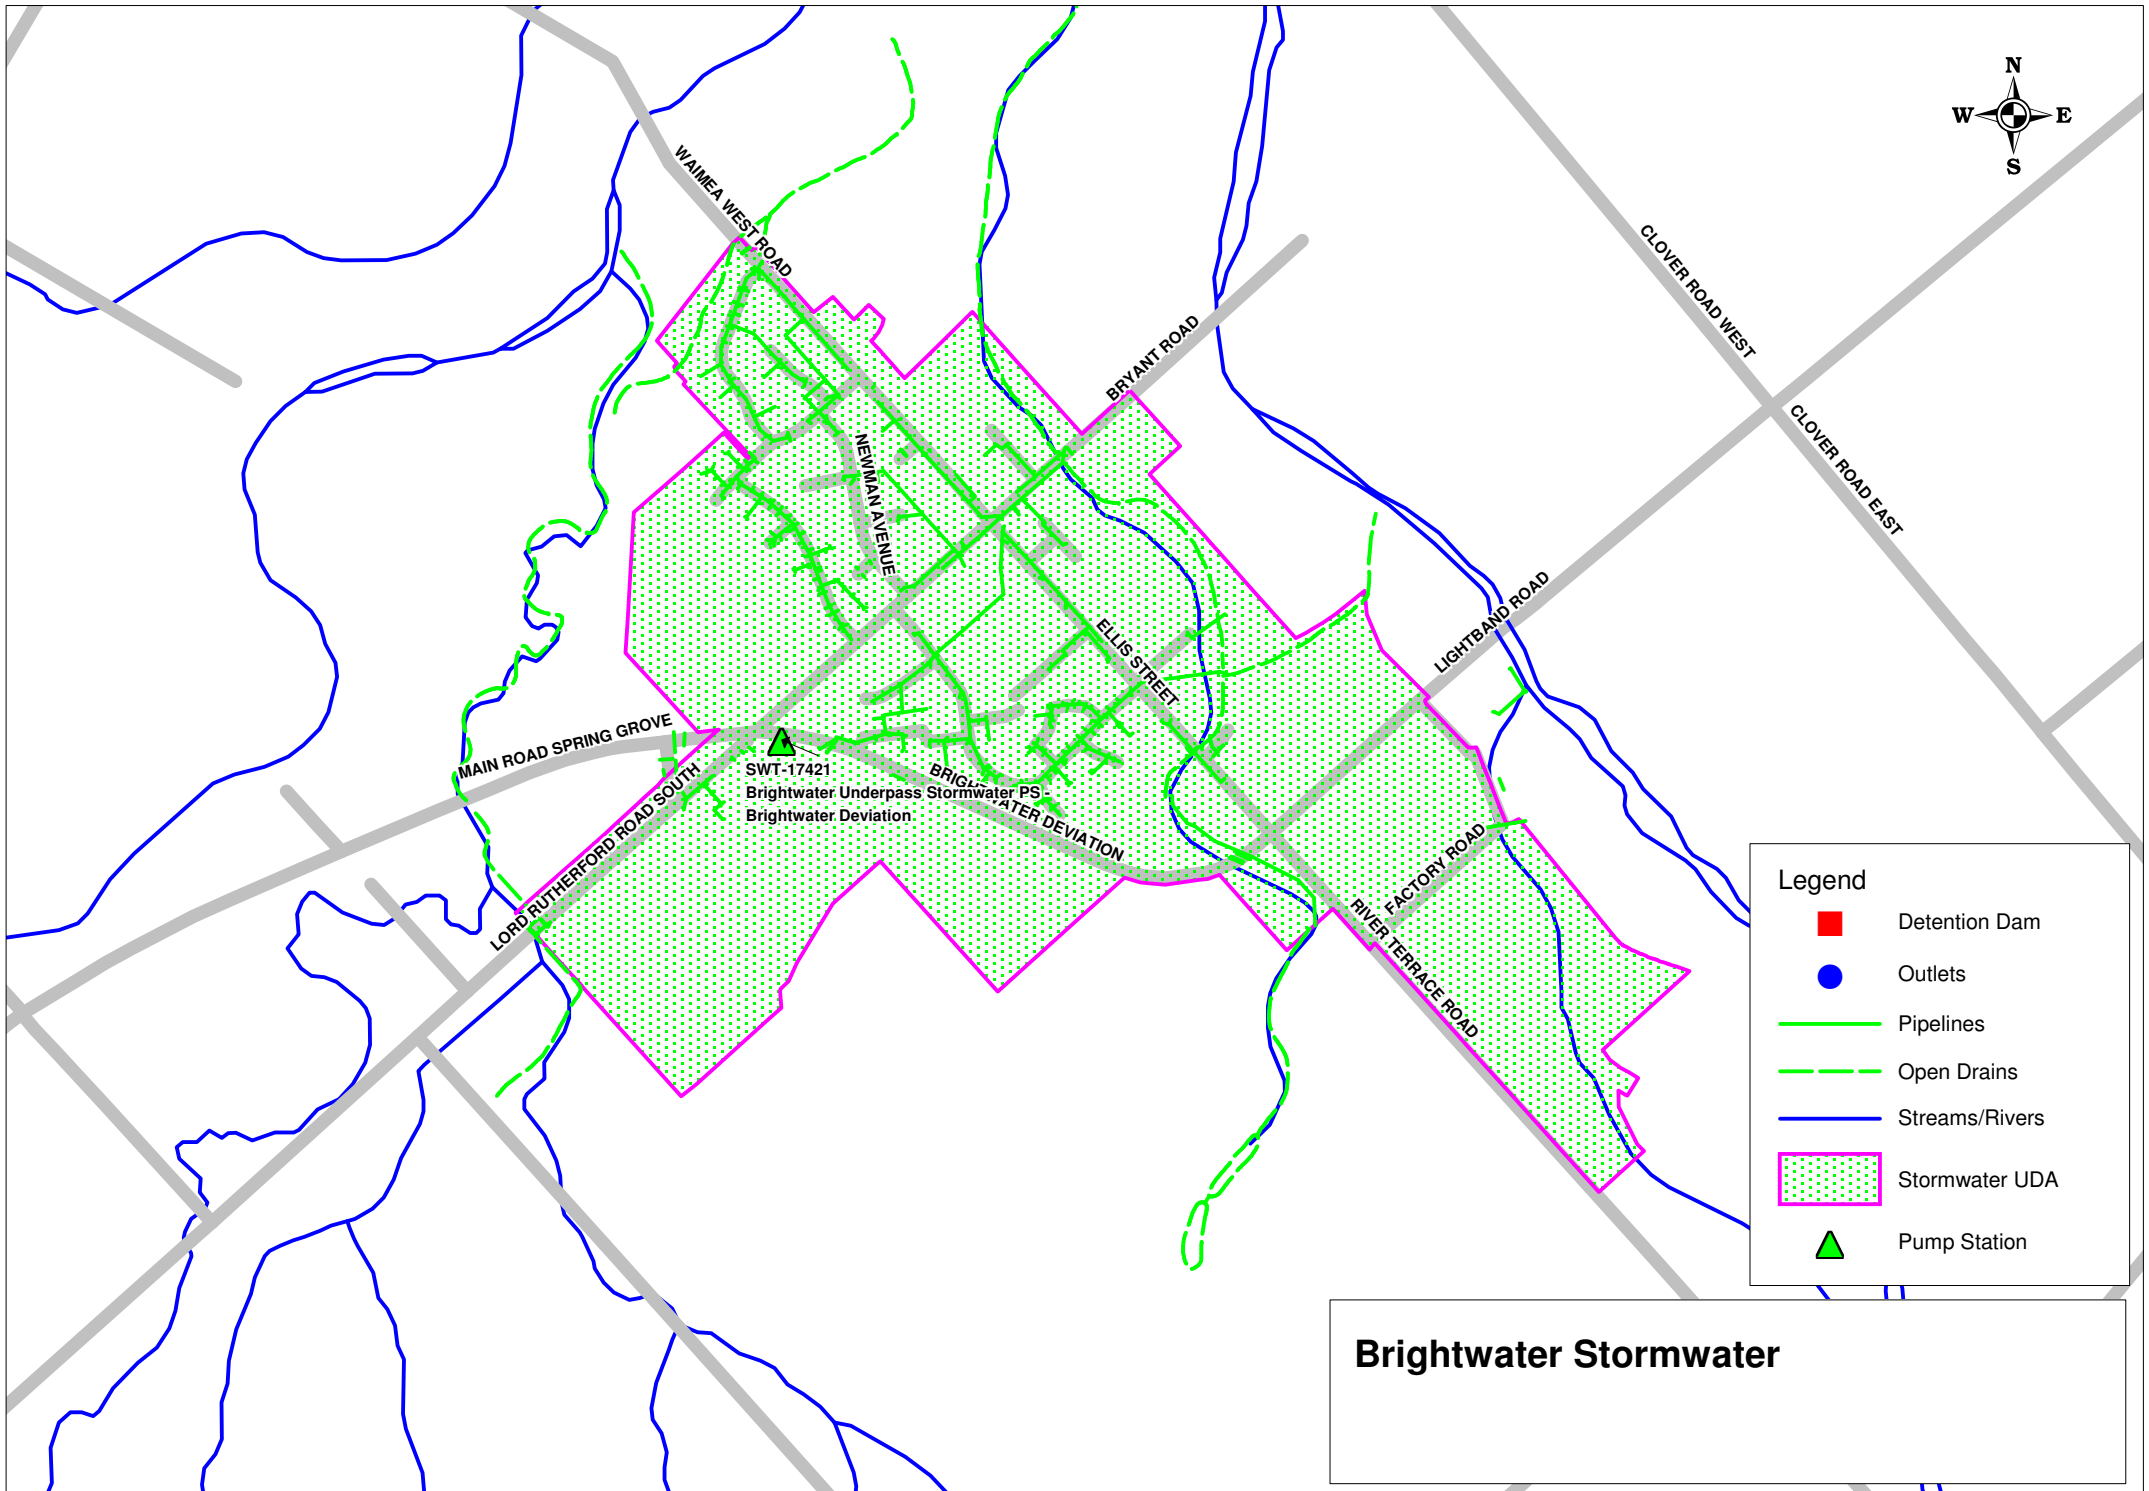 N
W E
S
WAIMEA WEST ROAD
CLOVER ROAD WEST
BRYANT ROAD
CLOVER ROAD EAST
NEWMAN AVENUE
LIGHTBAND ROAD
ELLIS STREET
MAIN ROAD SPRING GROVE
SWT-17421
Brightwater Underpass Stormwater PS -
Brightwater Deviation
BRIGHTWATER DEVIATION
LORD RUTHERFORD ROAD SOUTH
FACTORY ROAD
RIVER TERRACE ROAD
Legend
Detention Dam
Outlets
Pipelines
Open Drains
Streams/Rivers
Stormwater UDA
Pump Station
Brightwater Stormwater